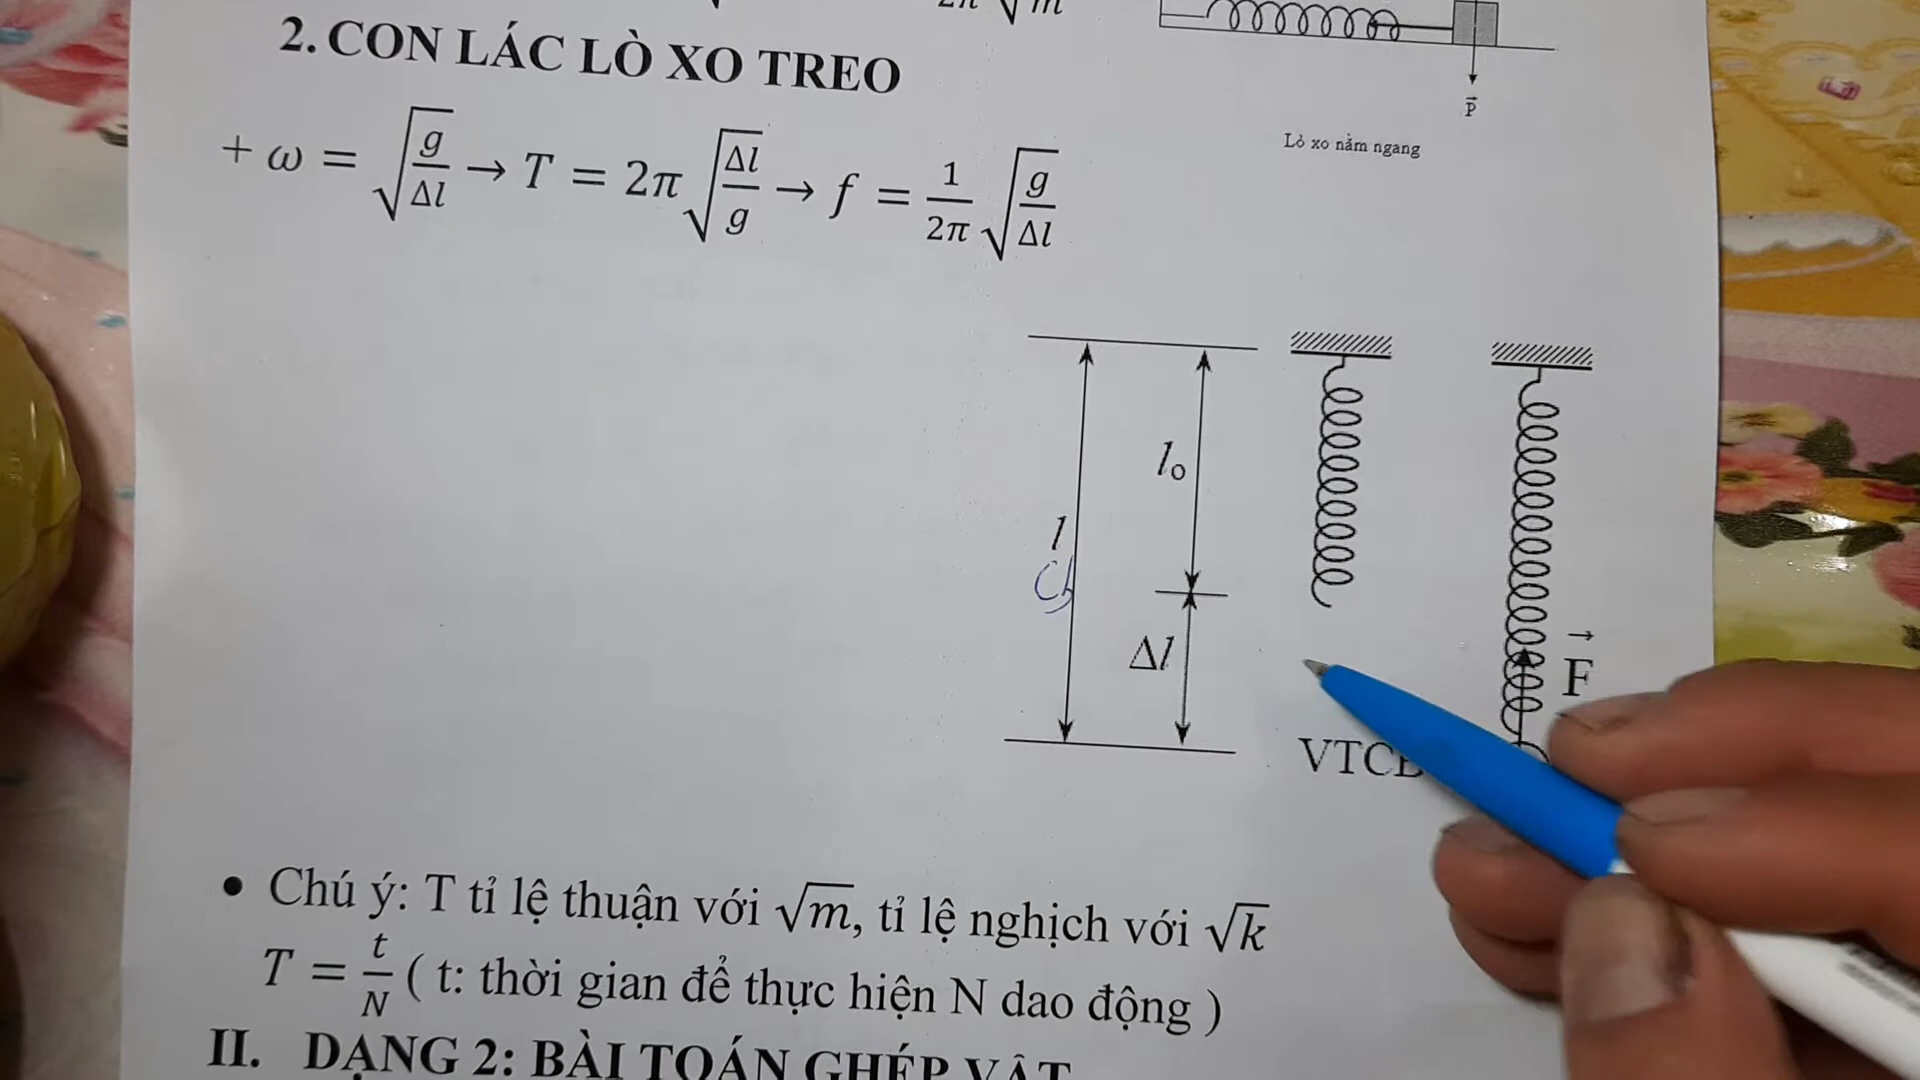 2. CON LÁC LÒ XO TREO
P
Lò xo nằm ngang
+ ω = √(g/Δl) → T = 2π√(Δl/g) → f = 1/2π √(g/Δl)
l₀
l
Δl
F
VTCB
• Chú ý: T tỉ lệ thuận với √m, tỉ lệ nghịch với √k
T = t/N ( t: thời gian để thực hiện N dao động )
II. DẠNG 2: BÀI TOÁN GHÉP VẬT